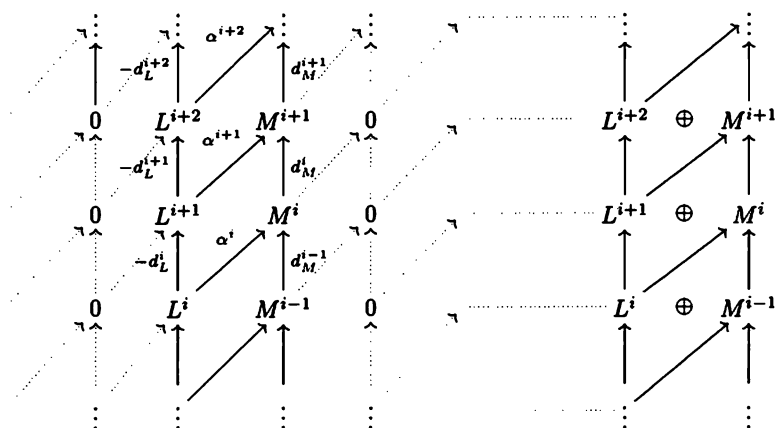 ⋮ ⋮ ⋮ ⋮ ⋮ ⋮
-d_L^{i+2} α^{i+2} d_M^{i+1}
0 L^{i+2} M^{i+1} 0 L^{i+2} ⊕ M^{i+1}
-d_L^{i+1} α^{i+1} d_M^i
0 L^{i+1} M^i 0 L^{i+1} ⊕ M^i
-d_L^i α^i d_M^{i-1}
0 L^i M^{i-1} 0 L^i ⊕ M^{i-1}
⋮ ⋮ ⋮ ⋮ ⋮ ⋮